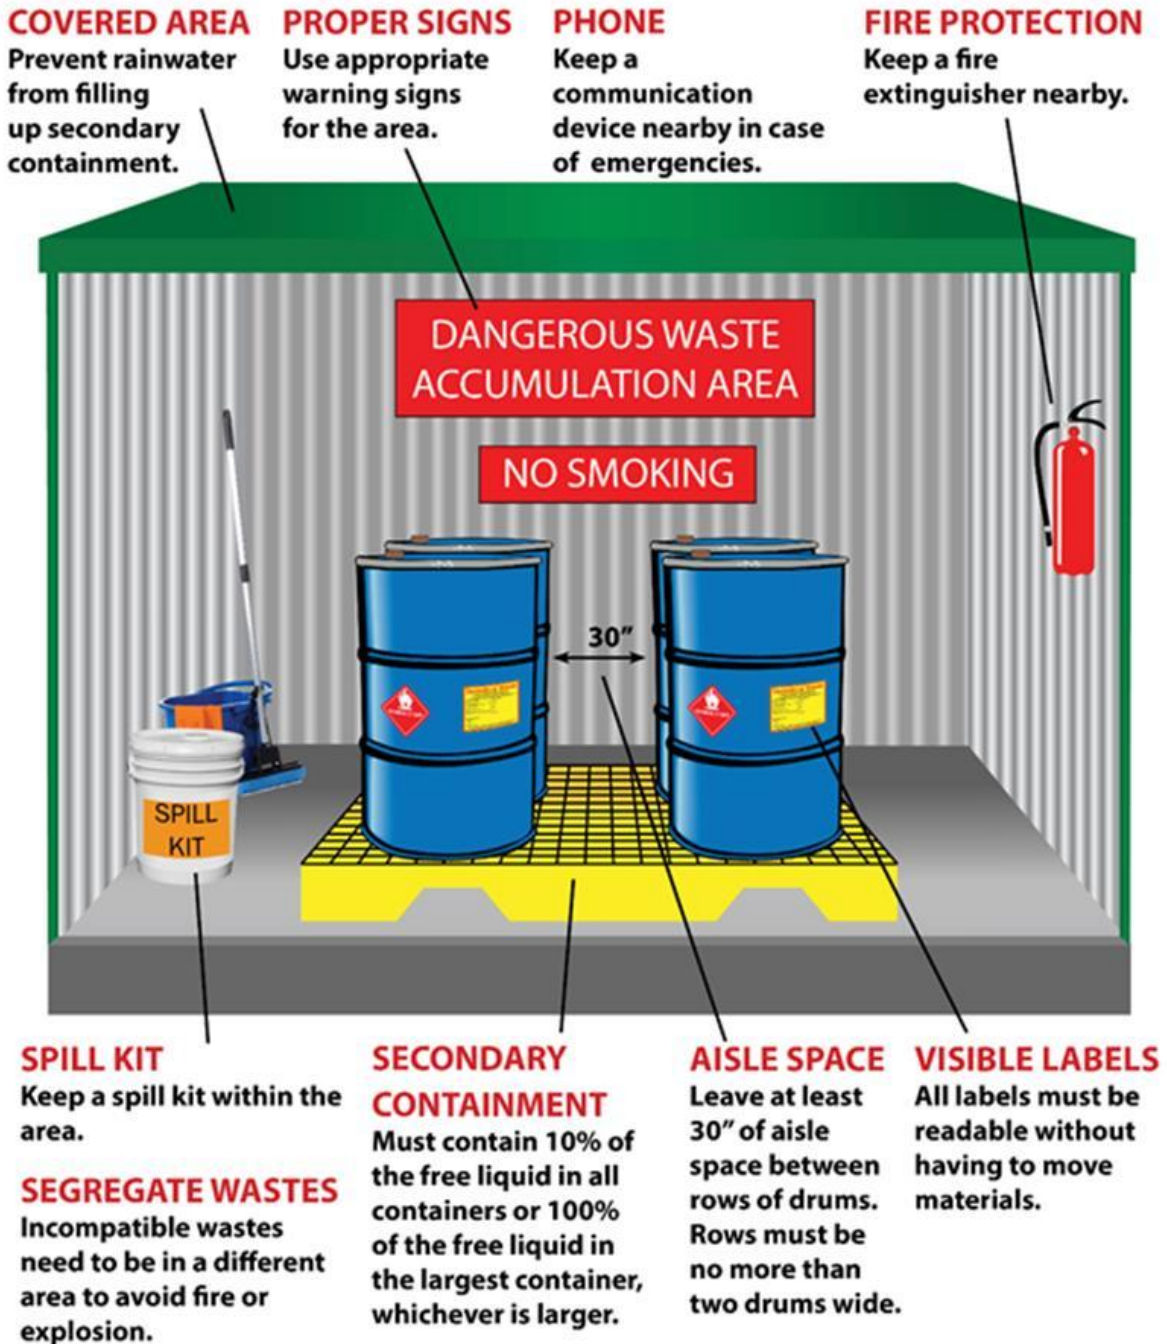 COVERED AREA
Prevent rainwater
from filling
up secondary
containment.
PROPER SIGNS
Use appropriate
warning signs
for the area.
PHONE
Keep a
communication
device nearby in case
of emergencies.
FIRE PROTECTION
Keep a fire
extinguisher nearby.
DANGEROUS WASTE
ACCUMULATION AREA
NO SMOKING
30”
SPILL
KIT
SPILL KIT
Keep a spill kit within the
area.
SEGREGATE WASTES
Incompatible wastes
need to be in a different
area to avoid fire or
explosion.
SECONDARY
CONTAINMENT
Must contain 10% of
the free liquid in all
containers or 100%
of the free liquid in
the largest container,
whichever is larger.
AISLE SPACE
Leave at least
30” of aisle
space between
rows of drums.
Rows must be
no more than
two drums wide.
VISIBLE LABELS
All labels must be
readable without
having to move
materials.